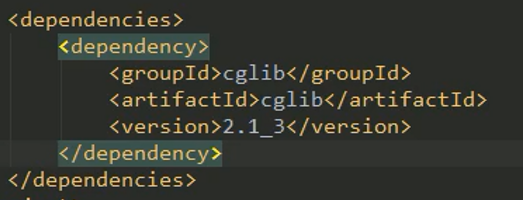 <dependencies>
<dependency>
<groupId>cglib</groupId>
<artifactId>cglib</artifactId>
<version>2.1_3</version>
</dependency>
</dependencies>